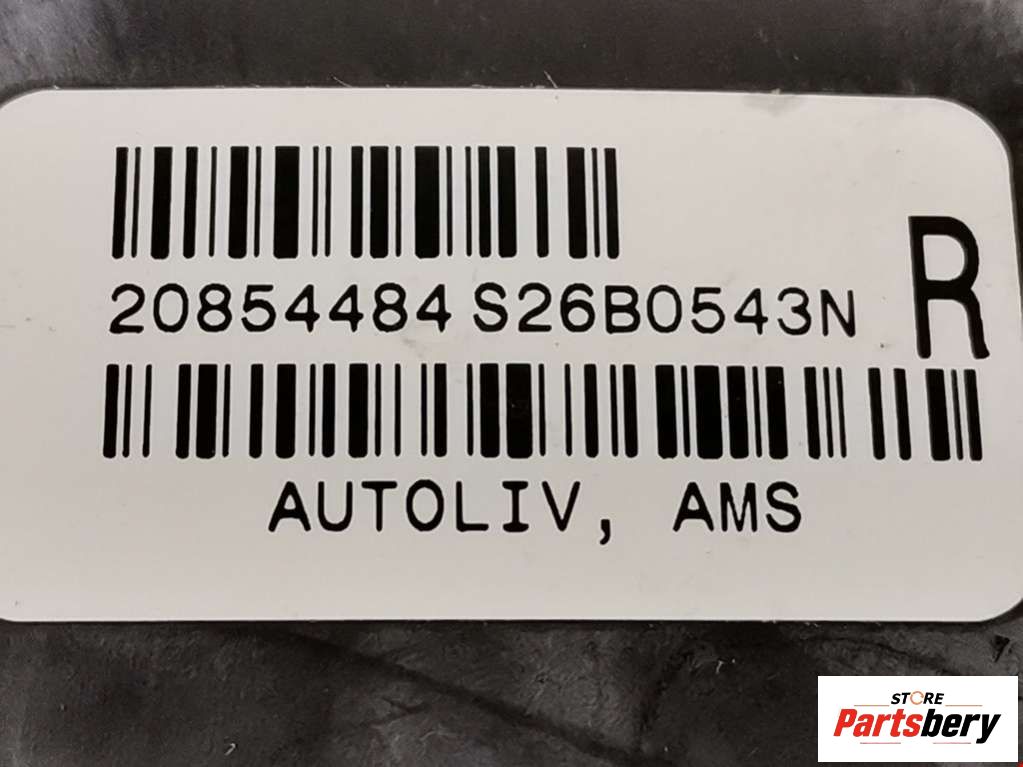 20854484 S26B0543N
R
AUTOLIV, AMS
STORE
Partsbery